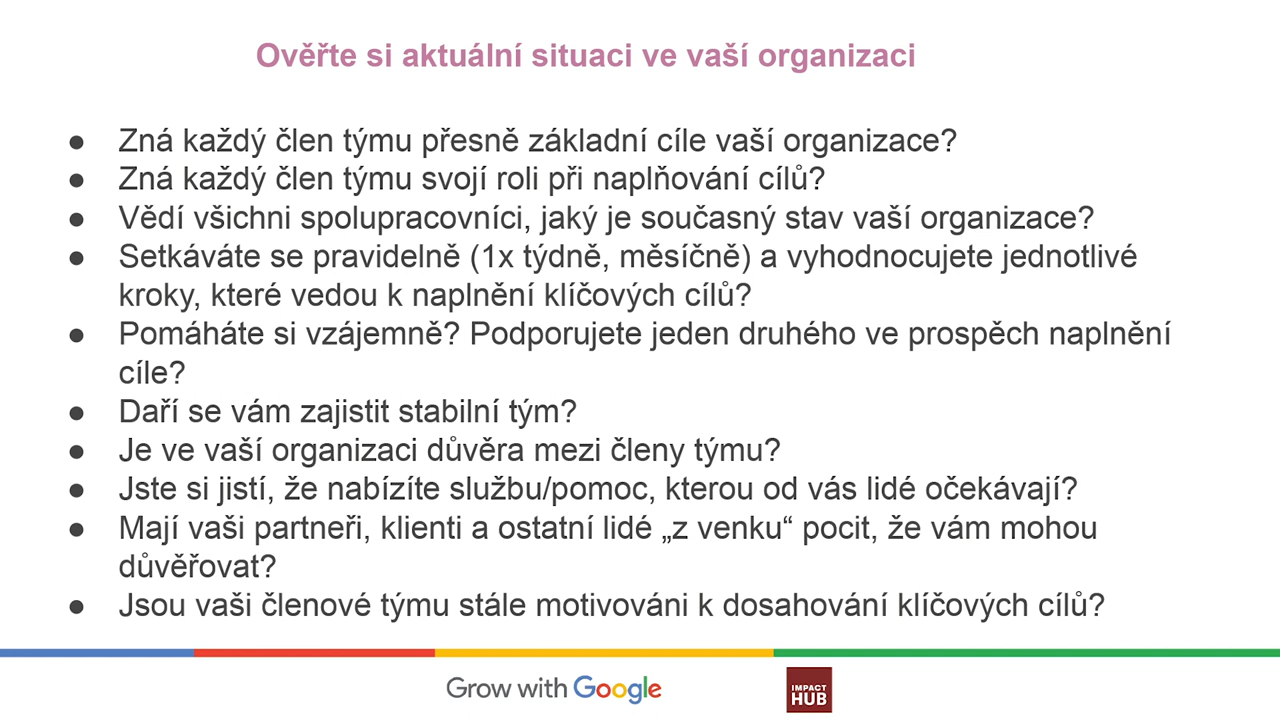 Ověřte si aktuální situaci ve vaší organizaci
● Zná každý člen týmu přesně základní cíle vaší organizace?
● Zná každý člen týmu svojí roli při naplňování cílů?
● Vědí všichni spolupracovníci, jaký je současný stav vaší organizace?
● Setkáváte se pravidelně (1x týdně, měsíčně) a vyhodnocujete jednotlivé
kroky, které vedou k naplnění klíčových cílů?
● Pomáháte si vzájemně? Podporujete jeden druhého ve prospěch naplnění
cíle?
● Daří se vám zajistit stabilní tým?
● Je ve vaší organizaci důvěra mezi členy týmu?
● Jste si jistí, že nabízíte službu/pomoc, kterou od vás lidé očekávají?
● Mají vaši partneři, klienti a ostatní lidé „z venku“ pocit, že vám mohou
důvěřovat?
● Jsou vaši členové týmu stále motivováni k dosahování klíčových cílů?
Grow with Google
IMPACT
HUB